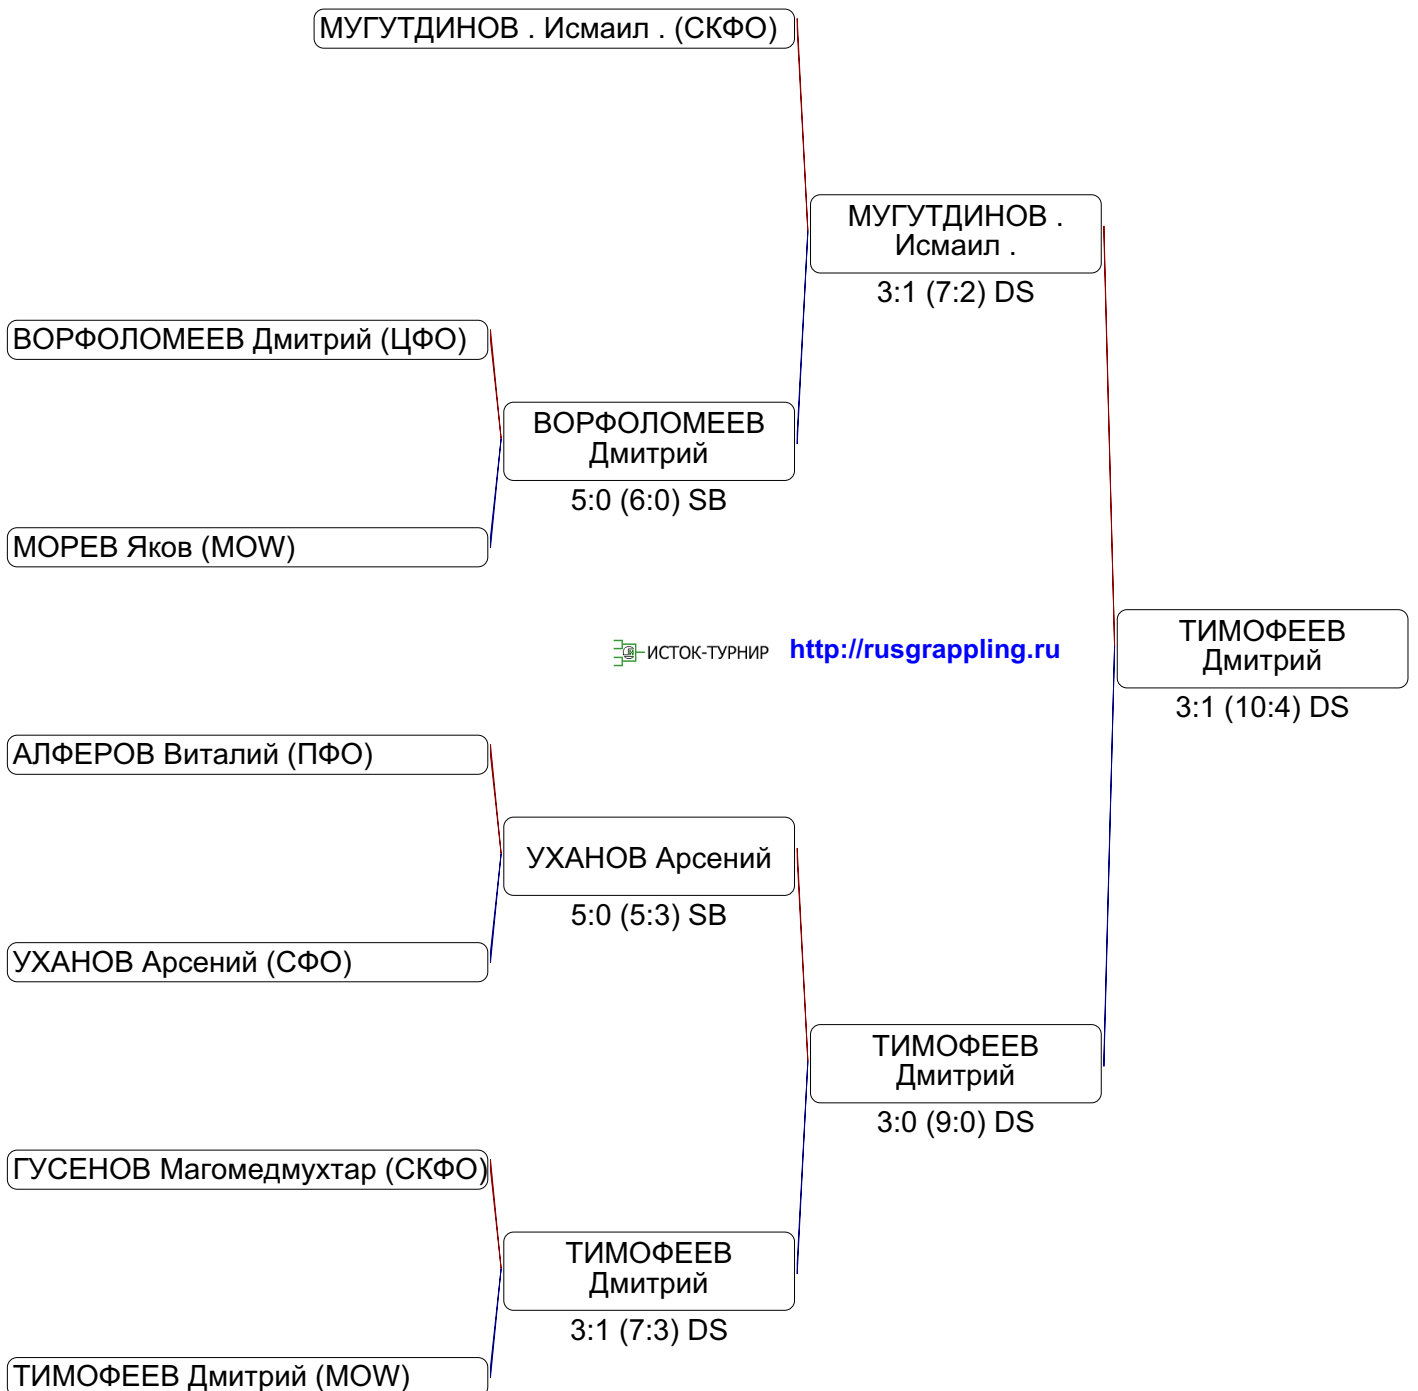 МУГУТДИНОВ . Исмаил . (СКФО)
МУГУТДИНОВ .
Исмаил .
3:1 (7:2) DS
ВОРФОЛОМЕЕВ Дмитрий (ЦФО)
ВОРФОЛОМЕЕВ
Дмитрий
5:0 (6:0) SB
МОРЕВ Яков (MOW)
ИСТОК-ТУРНИР http://rusgrappling.ru
ТИМОФЕЕВ
Дмитрий
3:1 (10:4) DS
АЛФЕРОВ Виталий (ПФО)
УХАНОВ Арсений
5:0 (5:3) SB
УХАНОВ Арсений (СФО)
ТИМОФЕЕВ
Дмитрий
3:0 (9:0) DS
ГУСЕНОВ Магомедмухтар (СКФО)
ТИМОФЕЕВ
Дмитрий
3:1 (7:3) DS
ТИМОФЕЕВ Дмитрий (MOW)